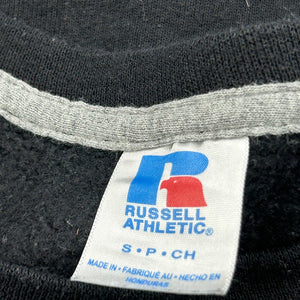 RUSSELL
ATHLETIC®
S • P • CH
MADE IN • FABRIQUÉ AU • HECHO EN
HONDURAS